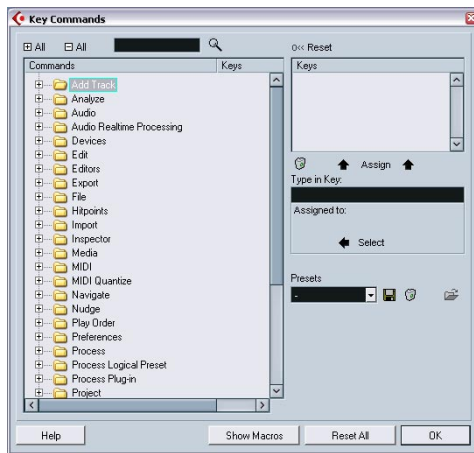 Key Commands
All All
Reset
Commands Keys
Keys
Add Track
Analyze
Audio
Audio Realtime Processing
Devices
Edit
Editors
Export
File
Hitpoints
Import
Inspector
Media
MIDI
MIDI Quantize
Navigate
Nudge
Play Order
Preferences
Process
Process Logical Preset
Process Plug-in
Project
Assign
Type in Key:
Assigned to:
Select
Presets
-
Help
Show Macros
Reset All
OK